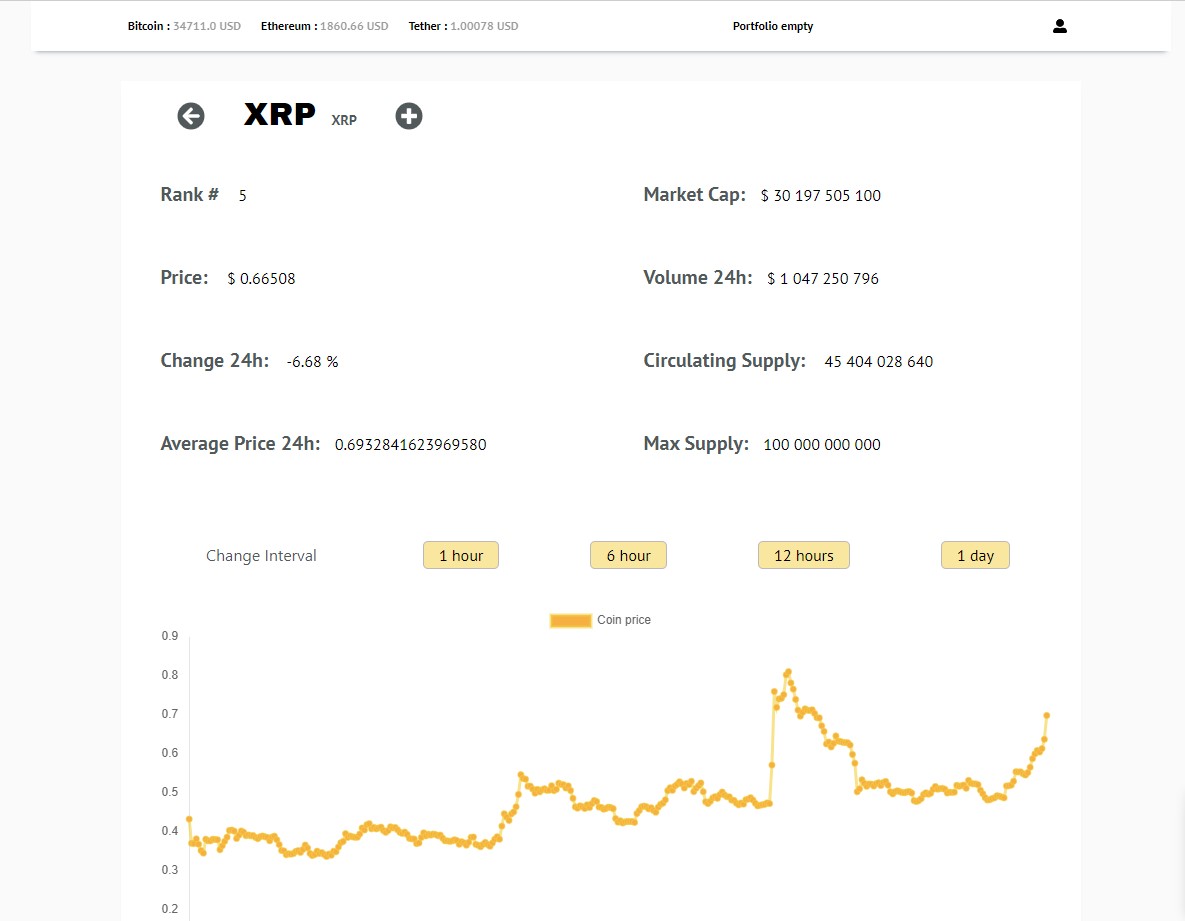 Bitcoin : 34711.0 USD Ethereum : 1860.66 USD Tether : 1.00078 USD Portfolio empty
XRP XRP
Rank # 5 Market Cap: $ 30 197 505 100
Price: $ 0.66508 Volume 24h: $ 1 047 250 796
Change 24h: -6.68 % Circulating Supply: 45 404 028 640
Average Price 24h: 0.6932841623969580 Max Supply: 100 000 000 000
Change Interval 1 hour 6 hour 12 hours 1 day
Coin price
0.9
0.8
0.7
0.6
0.5
0.4
0.3
0.2